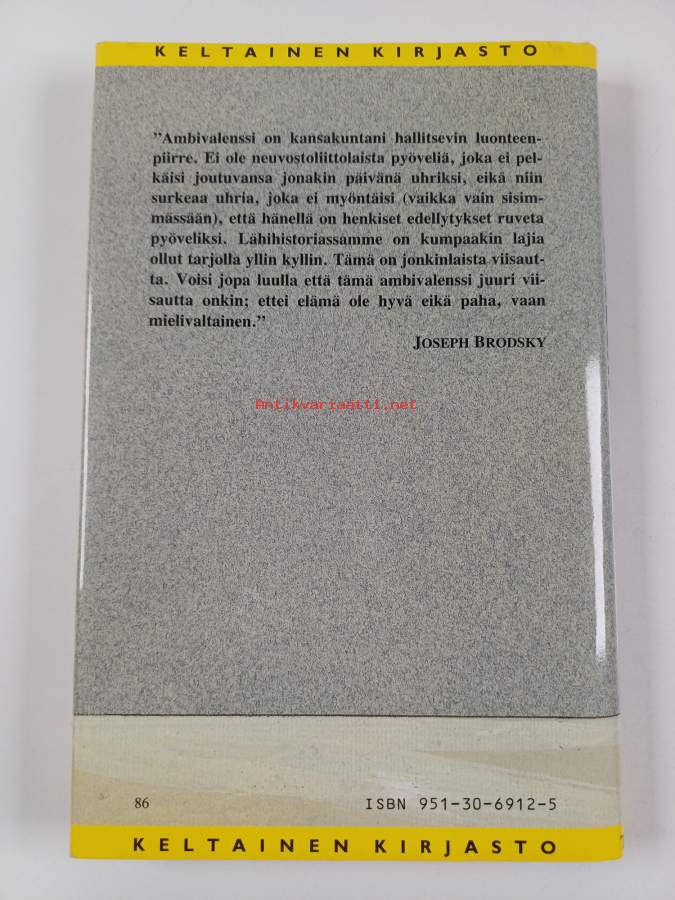 KELTAINEN KIRJASTO
”Ambivalenssi on kansakuntani hallitsevin luonteen-
piirre. Ei ole neuvostoliittolaista pyöveliä, joka ei pel-
käisi joutuvansa jonakin päivänä uhriksi, eikä niin
surkeaa uhria, joka ei myöntäisi (vaikka vain sisim-
mässään), että hänellä on henkiset edellytykset ruveta
pyöveliksi. Lähihistoriassamme on kumpaakin lajia
ollut tarjolla yllin kyllin. Tämä on jonkinlaista viisaut-
ta. Voisi jopa luulla että tämä ambivalenssi juuri vii-
sautta onkin; ettei elämä ole hyvä eikä paha, vaan
mielivaltainen.”
JOSEPH BRODSKY
Antikvariaatti.net
86 ISBN 951-30-6912-5
KELTAINEN KIRJASTO